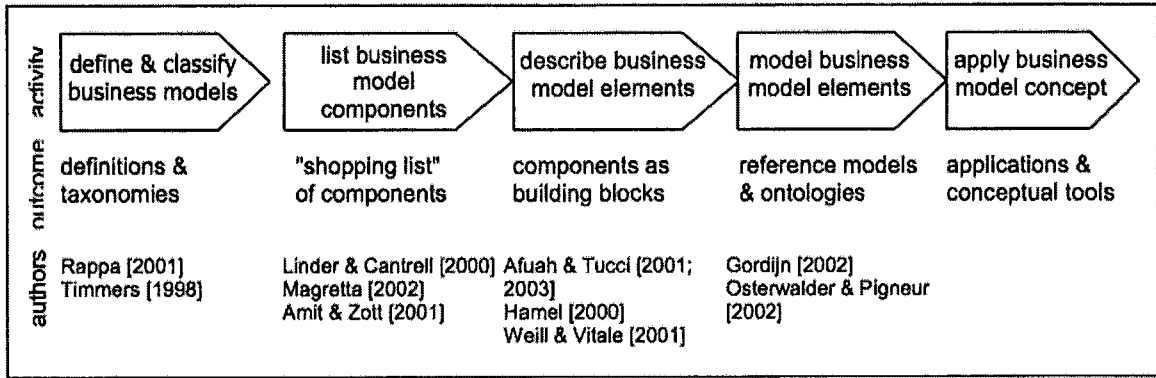 activity
define & classify
business models
list business
model
components
describe business
model elements
model business
model elements
apply business
model concept
outcome
definitions &
taxonomies
"shopping list"
of components
components as
building blocks
reference models
& ontologies
applications &
conceptual tools
authors
Rappa [2001]
Timmers [1998]
Linder & Cantrell [2000]
Magretta [2002]
Amit & Zott [2001]
Afuah & Tucci [2001;
2003]
Hamel [2000]
Weill & Vitale [2001]
Gordijn [2002]
Osterwalder & Pigneur
[2002]